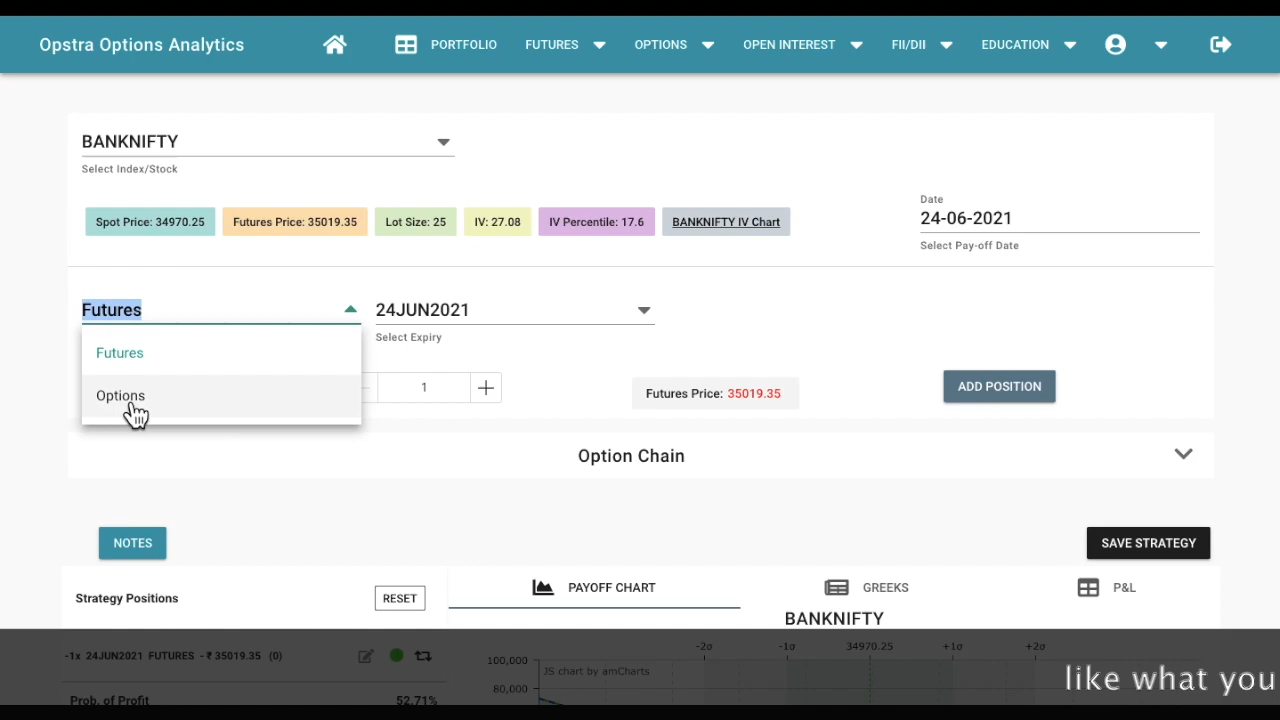 Opstra Options Analytics PORTFOLIO FUTURES OPTIONS OPEN INTEREST FII/DII EDUCATION
BANKNIFTY
Select Index/Stock
Date
Spot Price: 34970.25 Futures Price: 35019.35 Lot Size: 25 IV: 27.08 IV Percentile: 17.6 BANKNIFTY IV Chart 24-06-2021
Select Pay-off Date
Futures 24JUN2021
Select Expiry
Futures
Options 1 Futures Price: 35019.35 ADD POSITION
Option Chain
NOTES SAVE STRATEGY
Strategy Positions RESET PAYOFF CHART GREEKS P&L
BANKNIFTY
-1x 24JUN2021 FUTURES - ₹ 35019.35 (0) -2σ -1σ 34970.25 +1σ +2σ
100,000 JS chart by amCharts
like what you
80,000
Prob. of Profit 52.71%